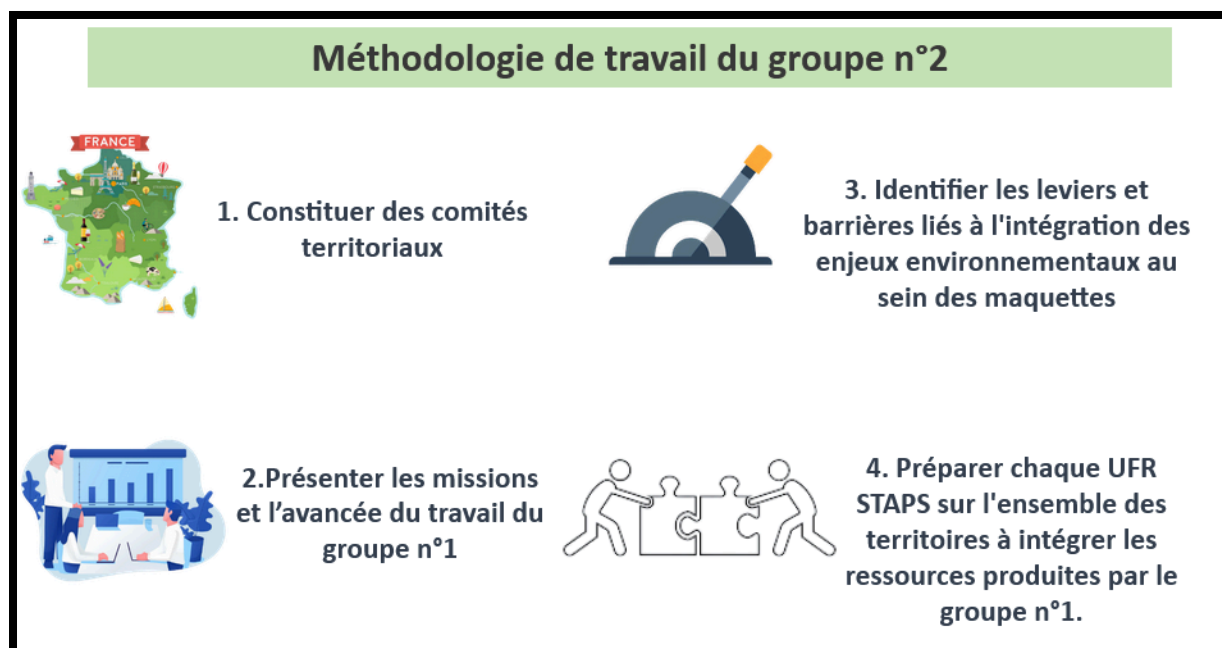 Méthodologie de travail du groupe n°2
FRANCE
1. Constituer des comités
territoriaux
2.Présenter les missions
et l’avancée du travail du
groupe n°1
3. Identifier les leviers et
barrières liés à l'intégration des
enjeux environnementaux au
sein des maquettes
4. Préparer chaque UFR
STAPS sur l'ensemble des
territoires à intégrer les
ressources produites par le
groupe n°1.